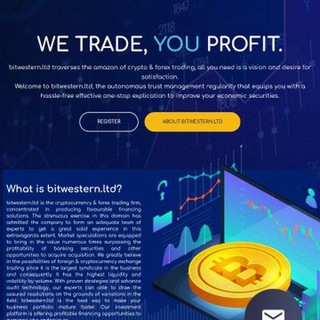 WE TRADE, YOU PROFIT.
bitwestern.ltd traverses the amazon of crypto & forex trading, all you need is a vision and desire for
satisfaction.
Welcome to bitwestern.ltd, the autonomous trust management regularity that equips you with a
hassle-free effective one-stop explication to improve your economic securities.
REGISTER
ABOUT BITWESTERN.LTD
What is bitwestern.ltd?
bitwestern.ltd is the cryptocurrency & forex trading firm,
concentrated in producing favourable financing
solutions. The strenuous exercise in this domain has
admitted the company to form an adequate team of
experts to get a great solid experience in this
extravaganza extent. Market speculations are equipped
to bring in the value numerous times surpassing the
profitability of banking securities and other
opportunities to acquire acquisition. We greatly believe
in the possibilities of foreign & cryptocurrency exchange
trading since it is the largest syndicate in the business
and consequently it has the highest liquidity and
volatility by volume. With proven strategies and advance
audit technology, our experts can able to draw the
assured resolutions on the grounds of variations in the
field. bitwestern.ltd is the best way to make your
business portfolio mature faster. Our investment
platform is offering profitable financing opportunities to